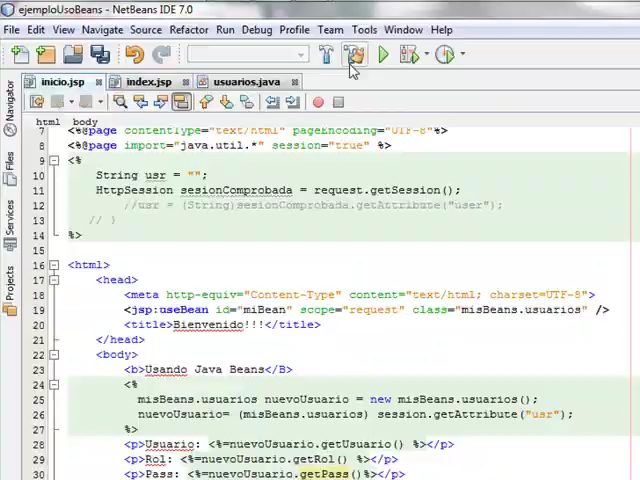 ejemploUsoBeans - NetBeans IDE 7.0
File Edit View Navigate Source Refactor Run Debug Profile Team Tools Window Help
inicio.jsp index.jsp usuarios.java
html body
Navigator
Files
Services
Projects
7 <%@page contentType="text/html" pageEncoding="UTF-8"%>
8 <%@page import="java.util.*" session="true" %>
9 <%
10 String usr = "";
11 HttpSession sesionComprobada = request.getSession();
12 //usr = (String)sesionComprobada.getAttribute("user");
13 // }
14 %>
15
16 <html>
17 <head>
18 <meta http-equiv="Content-Type" content="text/html; charset=UTF-8">
19 <jsp:useBean id="miBean" scope="request" class="misBeans.usuarios" />
20 <title>Bienvenido!!!</title>
21 </head>
22 <body>
23 <b>Usando Java Beans</B>
24 <%
25 misBeans.usuarios nuevoUsuario = new misBeans.usuarios();
26 nuevoUsuario= (misBeans.usuarios) session.getAttribute("usr");
27 %>
28 <p>Usuario: <%=nuevoUsuario.getUsuario() %></p>
29 <p>Rol: <%=nuevoUsuario.getRol() %></p>
30 <p>Pass: <%=nuevoUsuario.getPass()%></p>